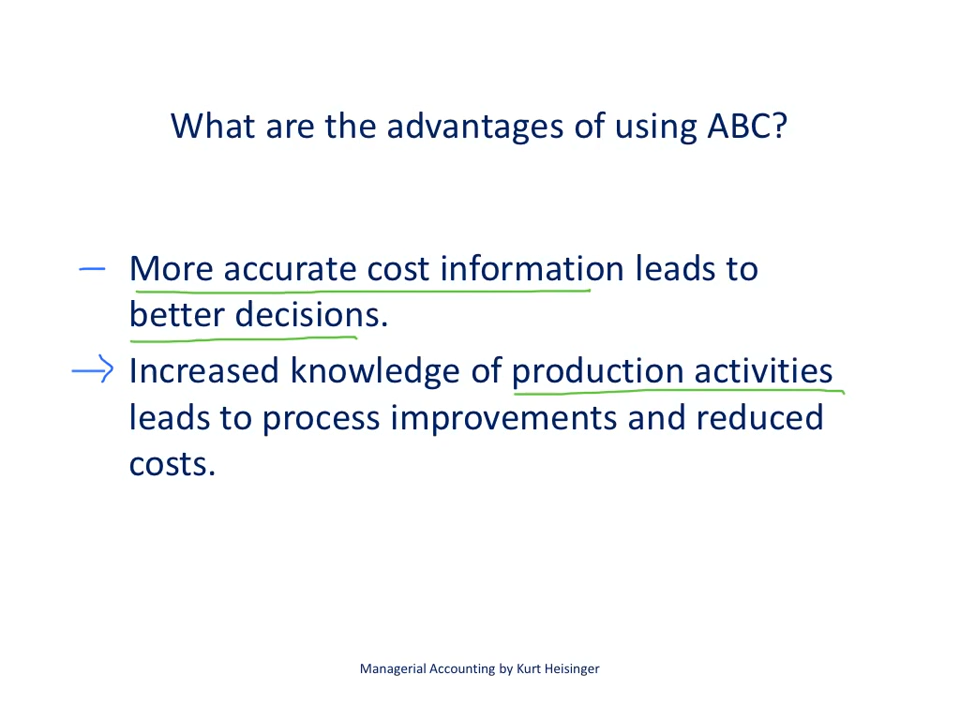 What are the advantages of using ABC?
More accurate cost information leads to
better decisions.
Increased knowledge of production activities
leads to process improvements and reduced
costs.
Managerial Accounting by Kurt Heisinger